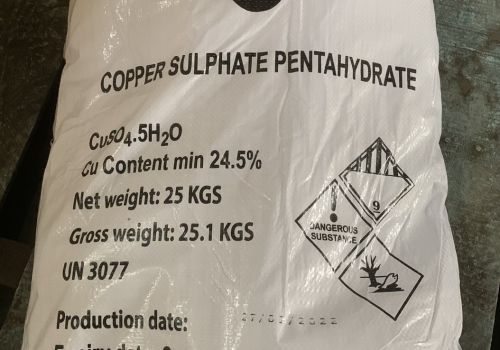 COPPER SULPHATE PENTAHYDRATE
CuSO4.5H2O
Cu Content min 24.5%
Net weight: 25 KGS
Gross weight: 25.1 KGS
UN 3077
Production date:
9
DANGEROUS
SUBSTANCE